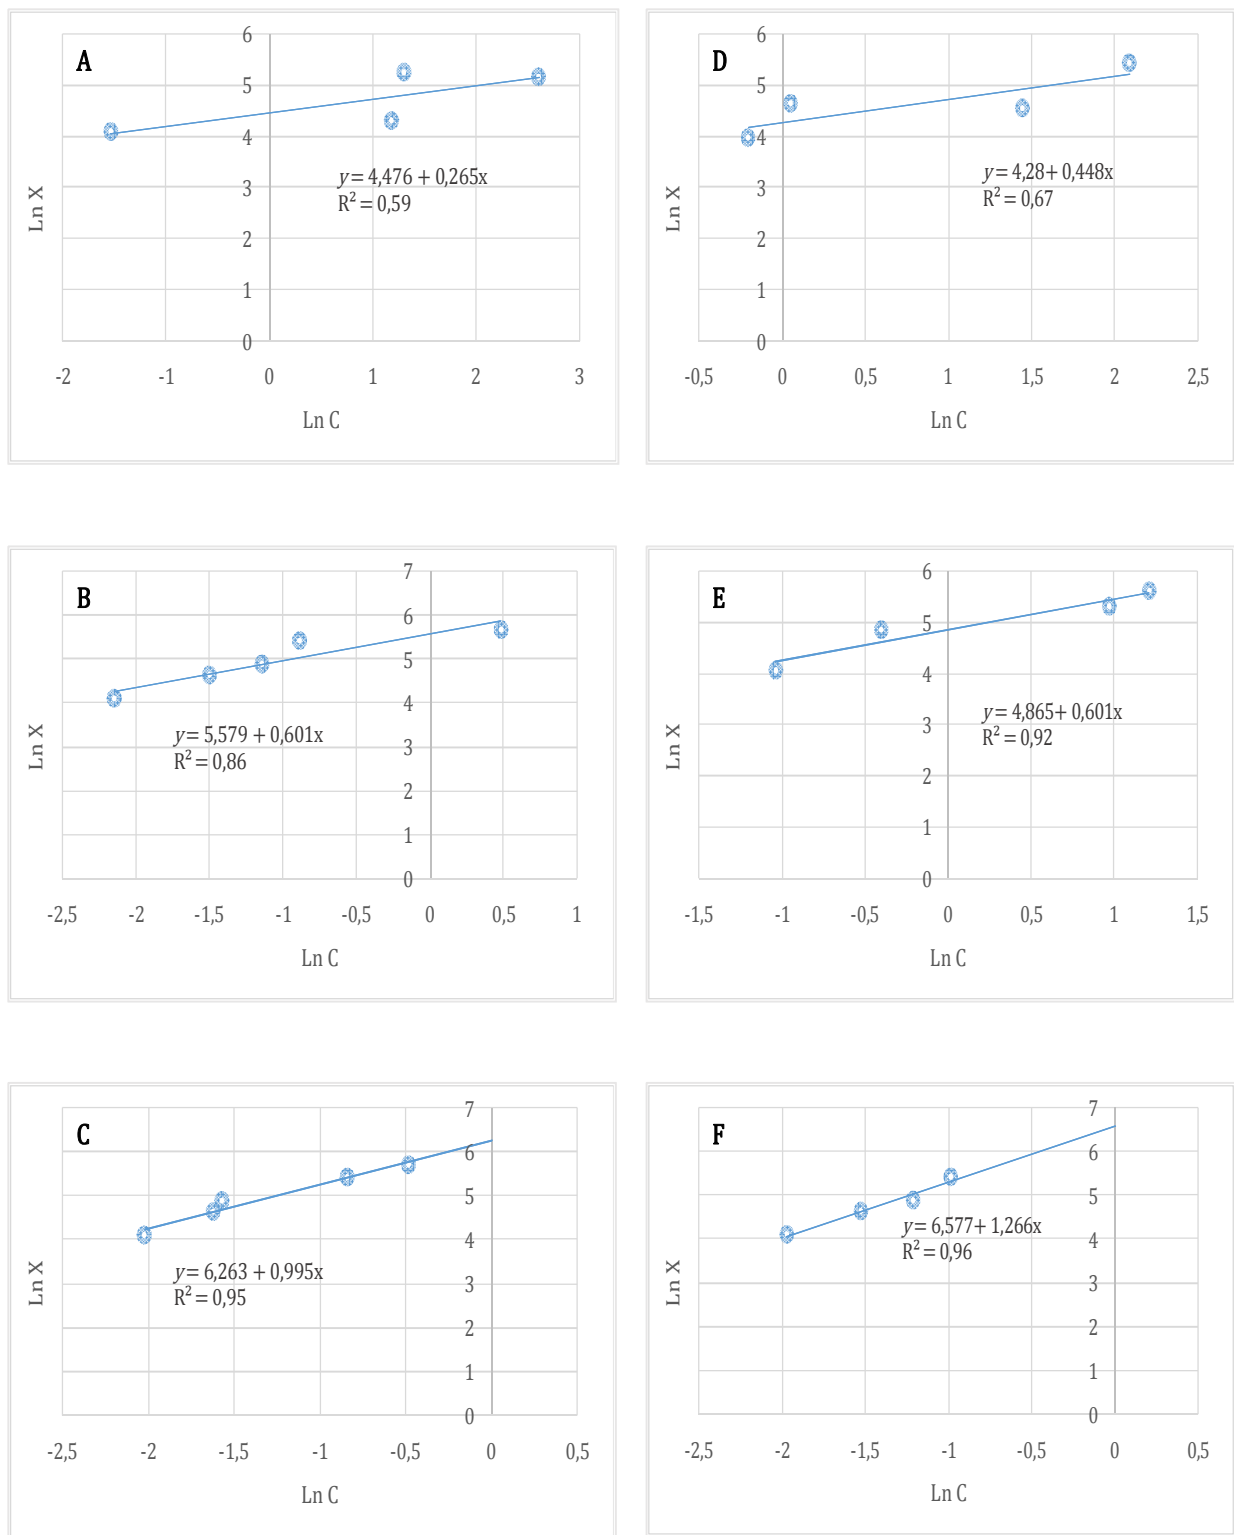 A
6
5
4
3
2
1
0
y = 4,476 + 0,265x
R² = 0,59
Ln X
-2 -1 0 1 2 3
Ln C
D
6
5
4
3
2
1
0
y = 4,28+ 0,448x
R² = 0,67
Ln X
-0,5 0 0,5 1 1,5 2 2,5
Ln C
B
7
6
5
4
3
2
1
0
y = 5,579 + 0,601x
R² = 0,86
Ln X
-2,5 -2 -1,5 -1 -0,5 0 0,5 1
Ln C
E
6
5
4
3
2
1
0
y = 4,865+ 0,601x
R² = 0,92
Ln X
-1,5 -1 -0,5 0 0,5 1 1,5
Ln C
C
7
6
5
4
3
2
1
0
y = 6,263 + 0,995x
R² = 0,95
Ln X
-2,5 -2 -1,5 -1 -0,5 0 0,5
Ln C
F
7
6
5
4
3
2
1
0
y = 6,577+ 1,266x
R² = 0,96
Ln X
-2,5 -2 -1,5 -1 -0,5 0 0,5
Ln C